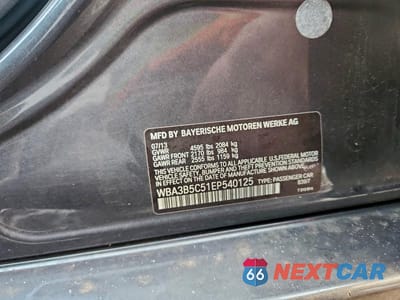 MFD BY BAYERISCHE MOTOREN WERKE AG
07/13
GVWR 4595 lbs 2084 kg
GAWR FRONT 2170 lbs 984 kg
GAWR REAR 2555 lbs 1159 kg
THIS VEHICLE CONFORMS TO ALL APPLICABLE U.S. FEDERAL
MOTOR VEHICLE SAFETY, BUMPER, AND THEFT PREVENTION
STANDARDS IN EFFECT ON THE DATE OF MANUFACTURE
SHOWN ABOVE.
WBA3B5C51EP540125 TYPE: PASSENGER CAR
66 NEXTCAR